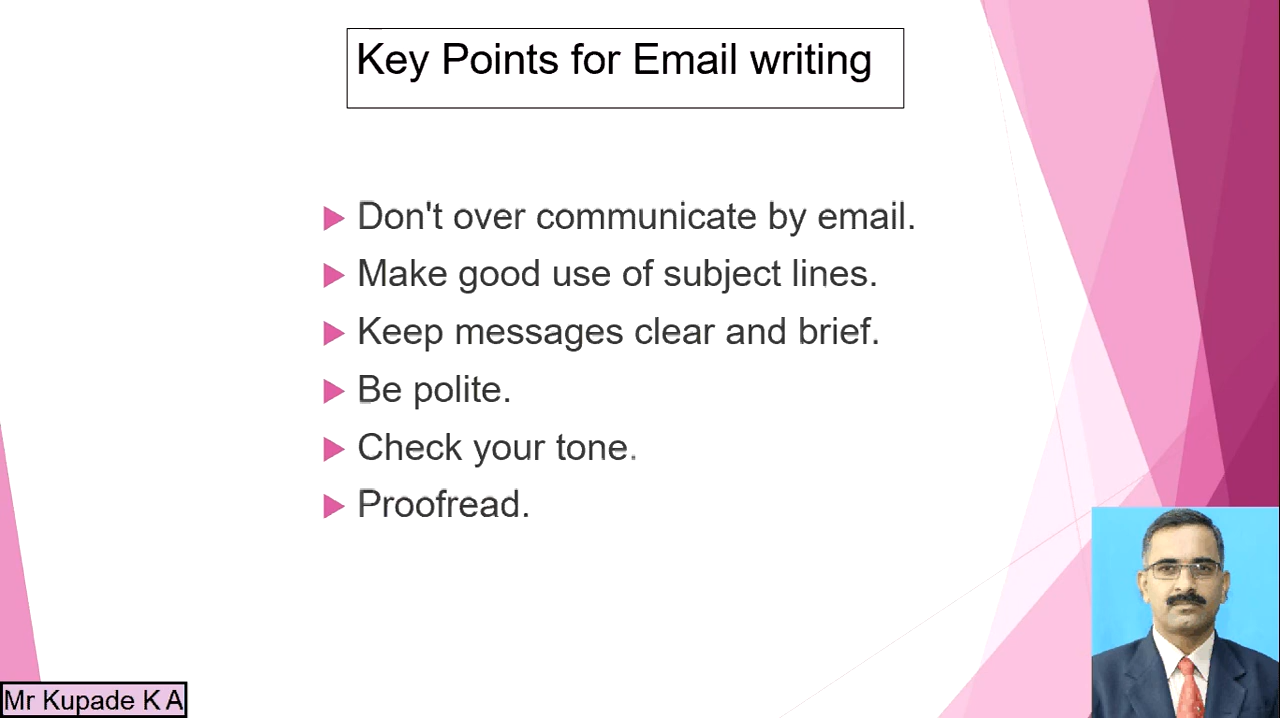 Key Points for Email writing
Don't over communicate by email.
Make good use of subject lines.
Keep messages clear and brief.
Be polite.
Check your tone.
Proofread.
Mr Kupade K A